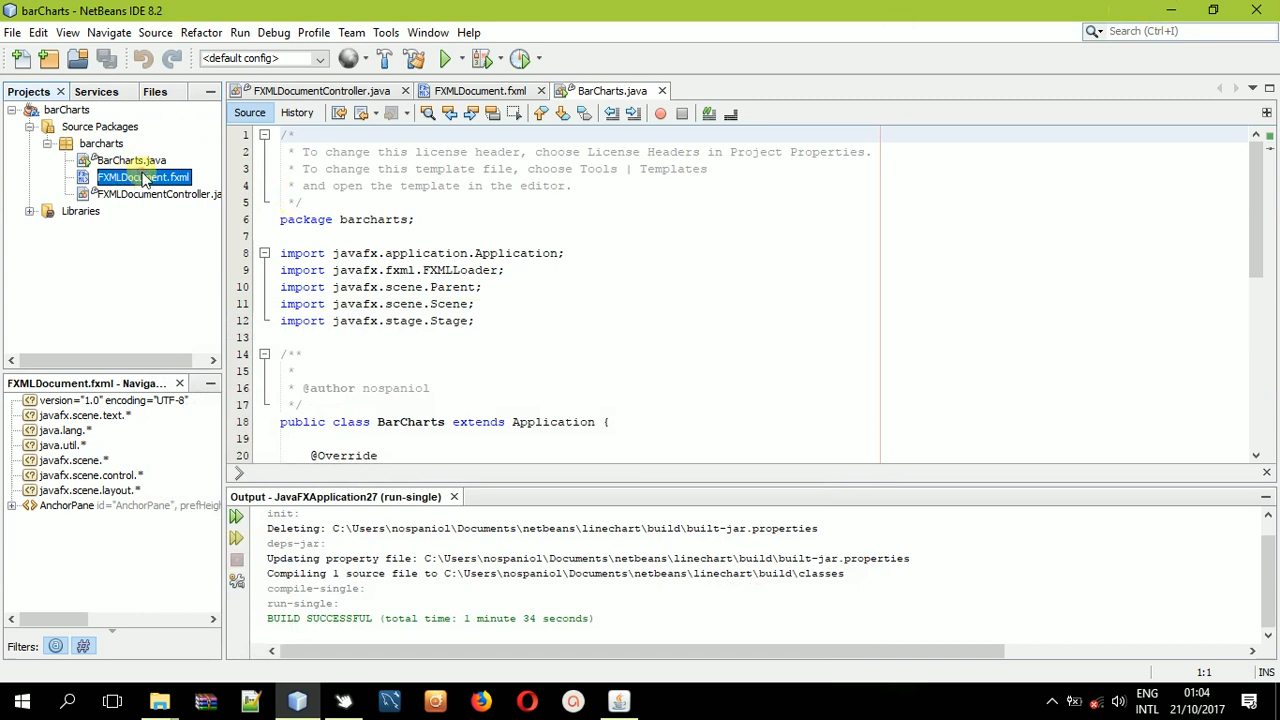 barCharts - NetBeans IDE 8.2
File Edit View Navigate Source Refactor Run Debug Profile Team Tools Window Help
Search (Ctrl+I)
<default config>
Projects Services Files
FXMLDocumentController.java FXMLDocument.fxml BarCharts.java
barCharts
Source Packages
barcharts
BarCharts.java
FXMLDocument.fxml
FXMLDocumentController.ja
Libraries
Source History
1 /*
2 * To change this license header, choose License Headers in Project Properties.
3 * To change this template file, choose Tools | Templates
4 * and open the template in the editor.
5 */
6 package barcharts;
7
8 import javafx.application.Application;
9 import javafx.fxml.FXMLLoader;
10 import javafx.scene.Parent;
11 import javafx.scene.Scene;
12 import javafx.stage.Stage;
13
14 /**
15 *
16 * @author nospaniol
17 */
18 public class BarCharts extends Application {
19
20 @Override
FXMLDocument.fxml - Naviga...
version="1.0" encoding="UTF-8"
javafx.scene.text.*
java.lang.*
java.util.*
javafx.scene.*
javafx.scene.control.*
javafx.scene.layout.*
AnchorPane id="AnchorPane", prefHeigh
Filters:
Output - JavaFXApplication27 (run-single)
init:
Deleting: C:\Users\nospaniol\Documents\netbeans\linechart\build\built-jar.properties
deps-jar:
Updating property file: C:\Users\nospaniol\Documents\netbeans\linechart\build\built-jar.properties
Compiling 1 source file to C:\Users\nospaniol\Documents\netbeans\linechart\build\classes
compile-single:
run-single:
BUILD SUCCESSFUL (total time: 1 minute 34 seconds)
1:1 INS
ENG
INTL
01:04
21/10/2017